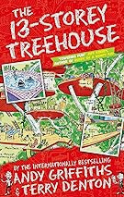 THE
13-STOREY
TREEHOUSE
BY THE INTERNATIONALLY BESTSELLING
ANDY GRIFFITHS
& TERRY DENTON